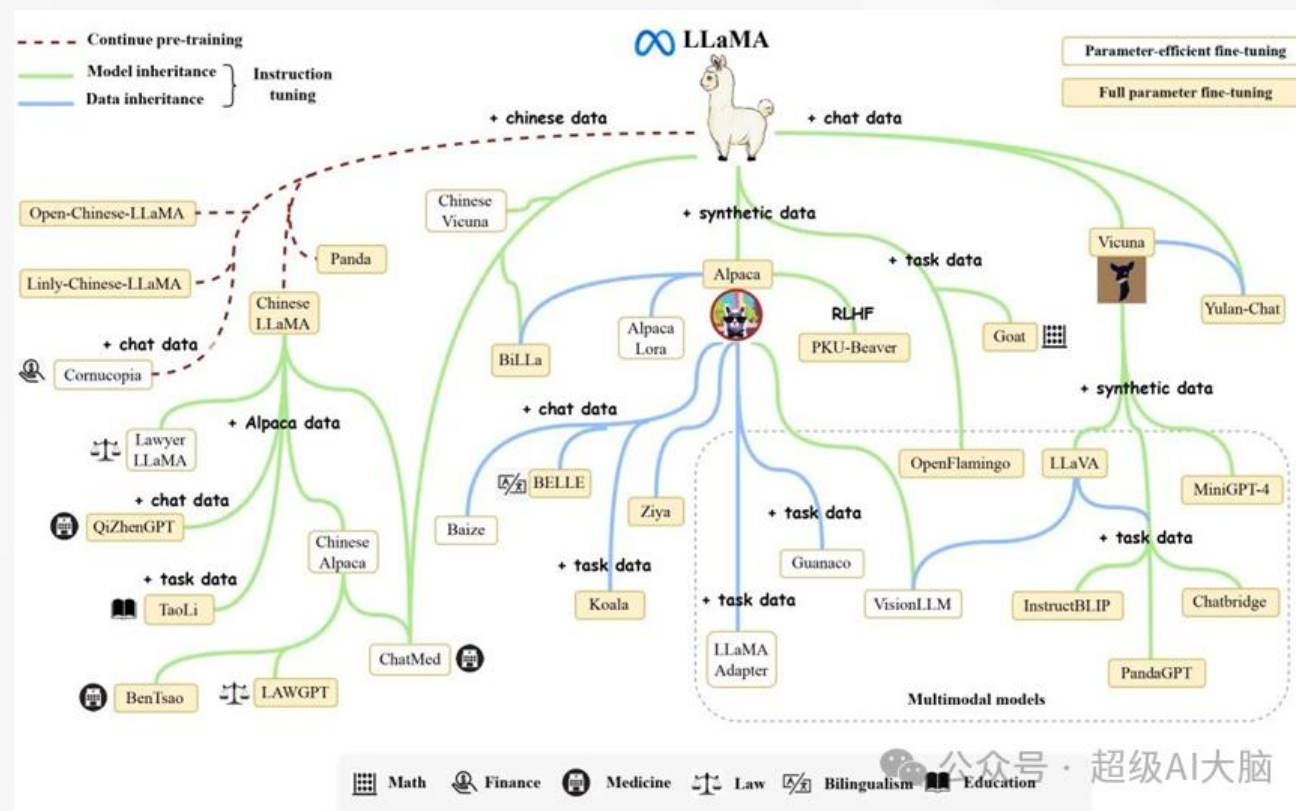 LLaMA
Continue pre-training
Model inheritance
Data inheritance
Instruction
tuning
Parameter-efficient fine-tuning
Full parameter fine-tuning
+ chinese data
+ chat data
Open-Chinese-LLaMA
Chinese
Vicuna
+ synthetic data
Vicuna
Panda
Alpaca
+ task data
Linly-Chinese-LLaMA
Chinese
LLaMA
Yulan-Chat
Alpaca
Lora
RLHF
PKU-Beaver
Goat
+ chat data
BiLLa
Cornucopia
+ synthetic data
+ chat data
+ Alpaca data
Lawyer
LLaMA
OpenFlamingo
LLaVA
BELLE
MiniGPT-4
+ chat data
QiZhenGPT
Baize
Ziya
+ task data
+ task data
Chinese
Alpaca
Guanaco
+ task data
+ task data
TaoLi
Koala
+ task data
VisionLLM
InstructBLIP
Chatbridge
ChatMed
LLaMA
Adapter
PandaGPT
BenTsao
LAWGPT
Multimodal models
Math
Finance
Medicine
Law
Bilingualism
Education
公众号 · 超级AI大脑